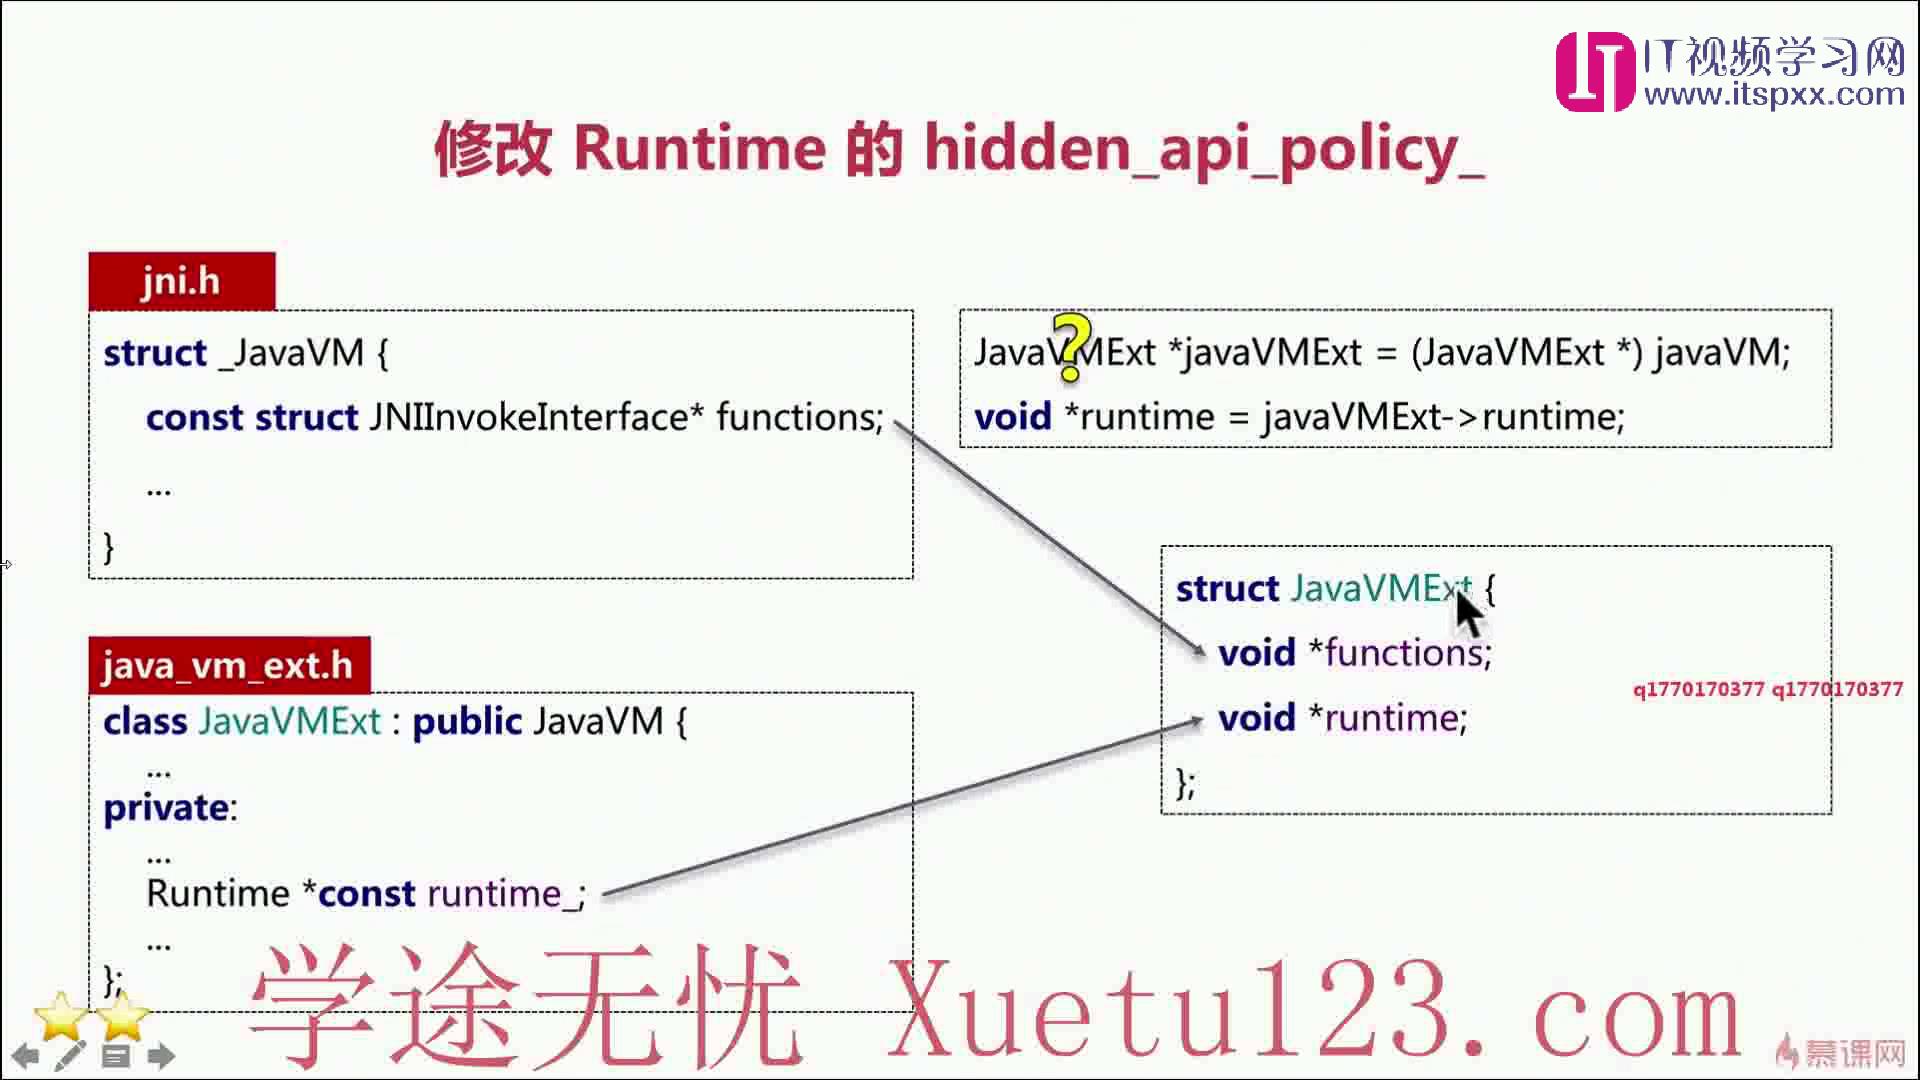 IT视频学习网
www.itspxx.com
修改 Runtime 的 hidden_api_policy_
jni.h
struct _JavaVM {
const struct JNIInvokeInterface* functions;
...
}
?
JavaVMExt *javaVMExt = (JavaVMExt *) javaVM;
void *runtime = javaVMExt->runtime;
struct JavaVMExt {
void *functions;
void *runtime;
};
q1770170377 q1770170377
java_vm_ext.h
class JavaVMExt : public JavaVM {
...
private:
...
Runtime *const runtime_;
...
};
学途无忧 Xuetu123.com
慕课网